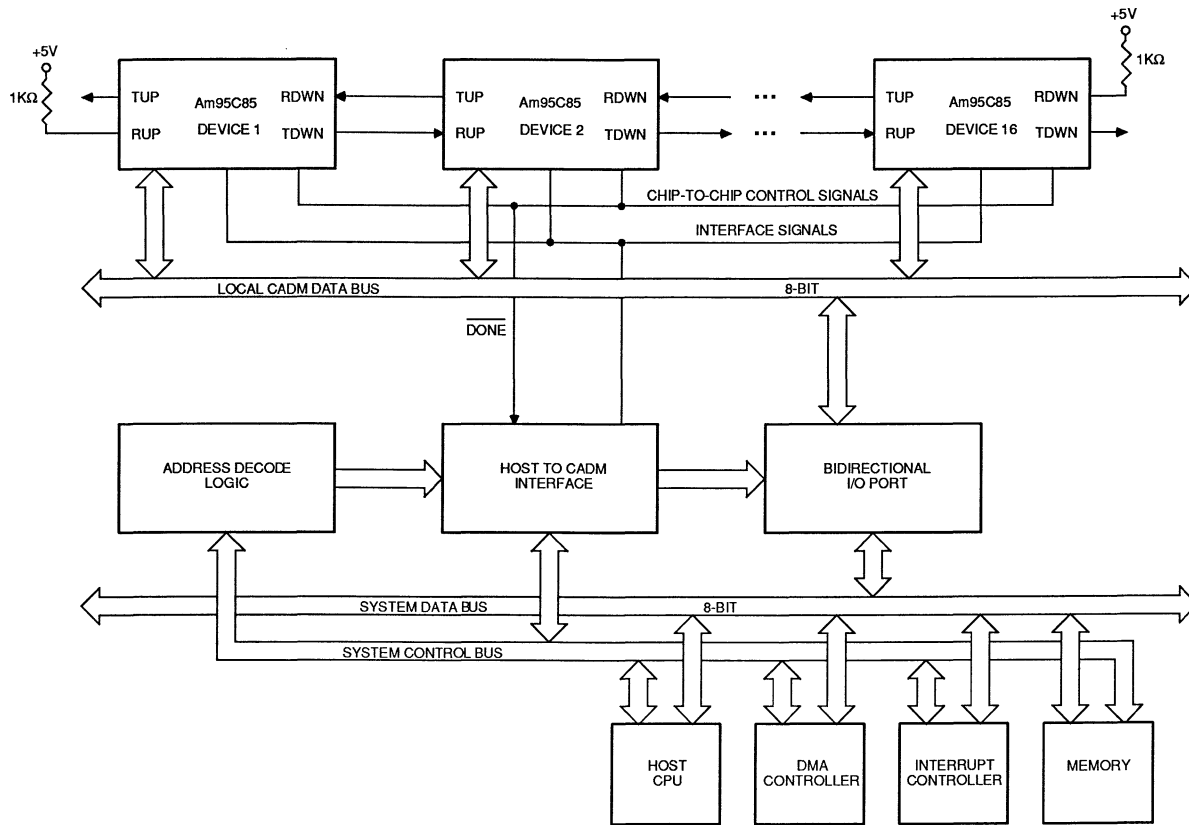 +5V
1KΩ
TUP
RUP
Am95C85
DEVICE 1
RDWN
TDWN
TUP
RUP
Am95C85
DEVICE 2
RDWN
TDWN
...
...
TUP
RUP
Am95C85
DEVICE 16
RDWN
TDWN
+5V
1KΩ
CHIP-TO-CHIP CONTROL SIGNALS
INTERFACE SIGNALS
LOCAL CADM DATA BUS
8-BIT
DONE
ADDRESS DECODE
LOGIC
HOST TO CADM
INTERFACE
BIDIRECTIONAL
I/O PORT
SYSTEM DATA BUS
8-BIT
SYSTEM CONTROL BUS
HOST
CPU
DMA
CONTROLLER
INTERRUPT
CONTROLLER
MEMORY